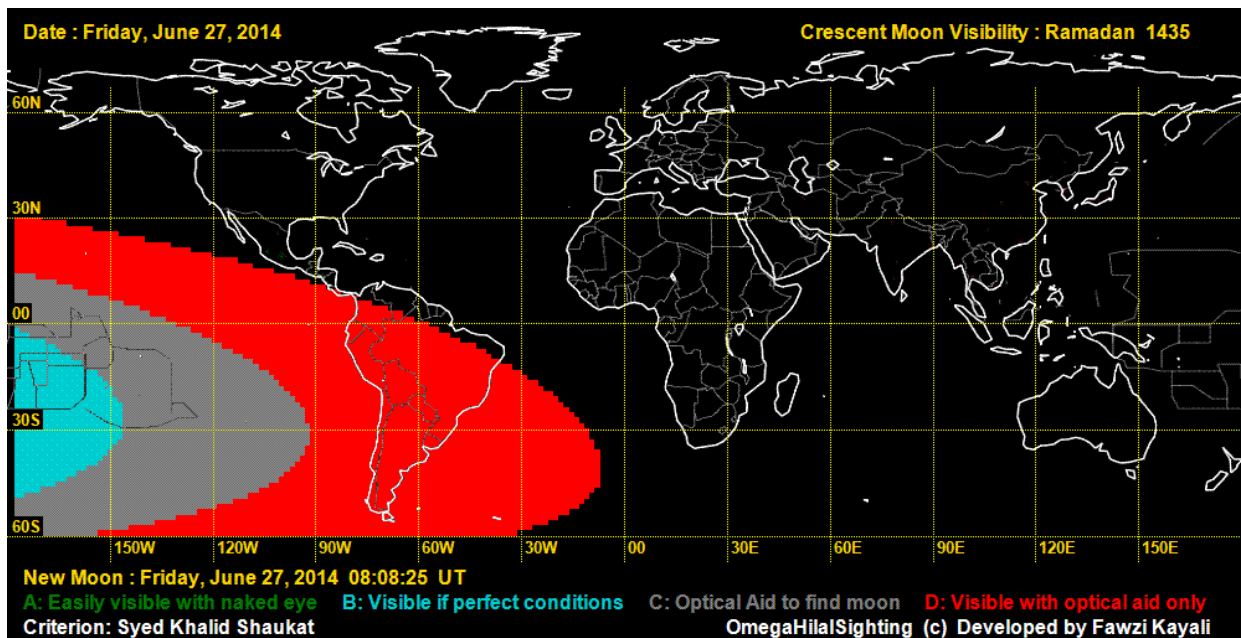 Date : Friday, June 27, 2014
Crescent Moon Visibility : Ramadan 1435
60N
30N
00
30S
60S
150W 120W 90W 60W 30W 00 30E 60E 90E 120E 150E
New Moon : Friday, June 27, 2014 08:08:25 UT
A: Easily visible with naked eye B: Visible if perfect conditions C: Optical Aid to find moon D: Visible with optical aid only
Criterion: Syed Khalid Shaukat OmegaHilalSighting (c) Developed by Fawzi Kayali